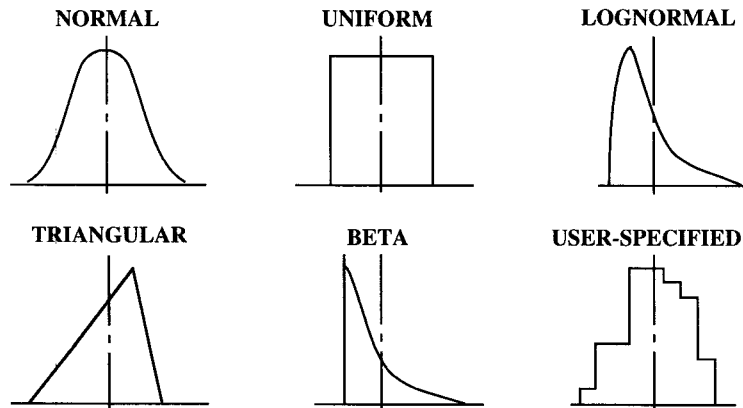 NORMAL
UNIFORM
LOGNORMAL
TRIANGULAR
BETA
USER-SPECIFIED